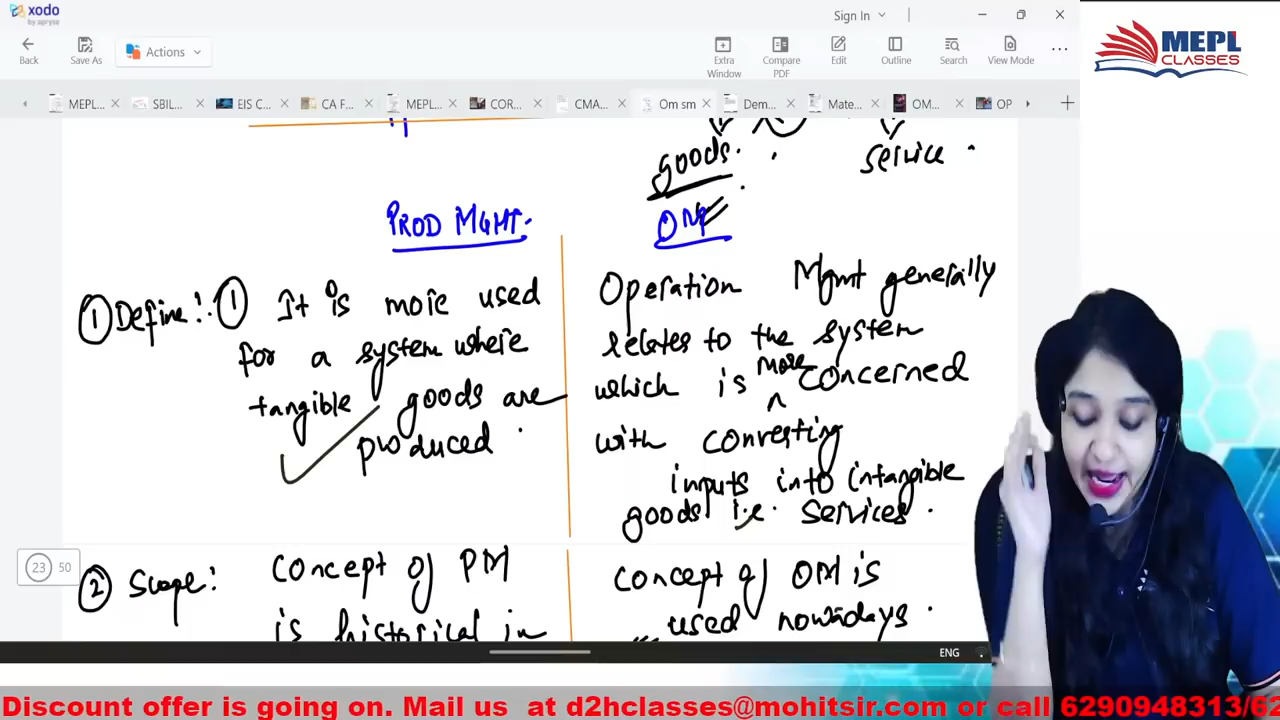 xodo
by apryse
Sign In
Back
Save As
Actions
Extra Window
Compare PDF
Edit
Outline
Search
View Mode
MEPL...
SBIL...
EIS C...
CA F...
MEPL...
COR...
CMA...
Om sm
Dem...
Mate...
OM...
OP
MEPL
CLASSES
goods.
service
PROD MGMT.
OM
① Define:. ① It is more used
for a system where
tangible goods are
produced
Operation Mgmt generally
relates to the system
which is more concerned
with converting
inputs into intangible
goods i.e. services.
23 50
② Scope:
Concept of PM
is historical in
Concept of OM is
used nowadays.
ENG
Discount offer is going on. Mail us at d2hclasses@mohitsir.com or call 6290948313/62